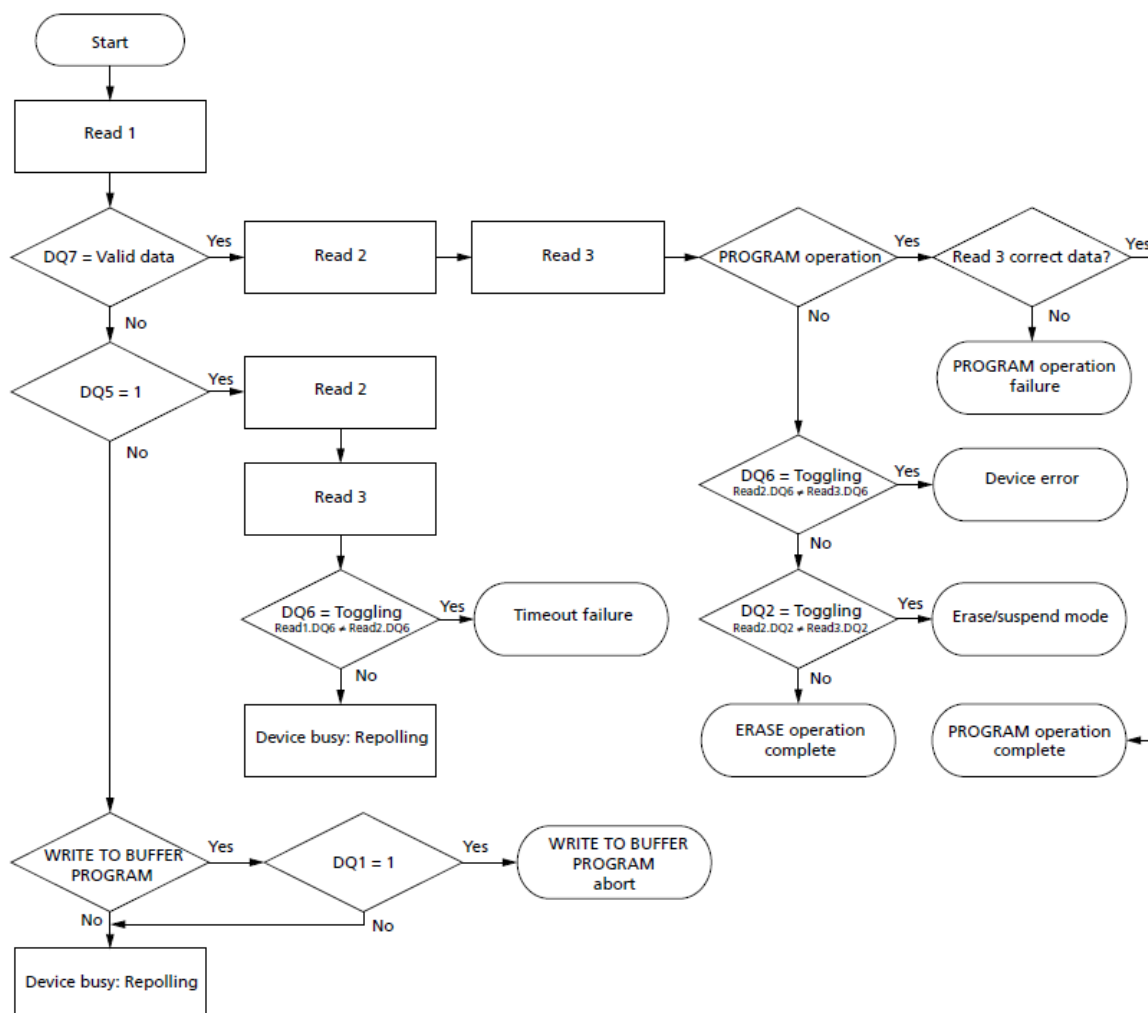 Start
Read 1
DQ7 = Valid data
Yes
Read 2
Read 3
PROGRAM operation
Yes
Read 3 correct data?
Yes
No
No
No
PROGRAM operation
failure
DQ5 = 1
Yes
Read 2
No
Read 3
DQ6 = Toggling
Read2.DQ6 ≠ Read3.DQ6
Yes
Device error
No
DQ6 = Toggling
Read1.DQ6 ≠ Read2.DQ6
Yes
Timeout failure
DQ2 = Toggling
Read2.DQ2 ≠ Read3.DQ2
Yes
Erase/suspend mode
No
No
Device busy: Repolling
ERASE operation
complete
PROGRAM operation
complete
WRITE TO BUFFER
PROGRAM
Yes
DQ1 = 1
Yes
WRITE TO BUFFER
PROGRAM
abort
No
No
Device busy: Repolling